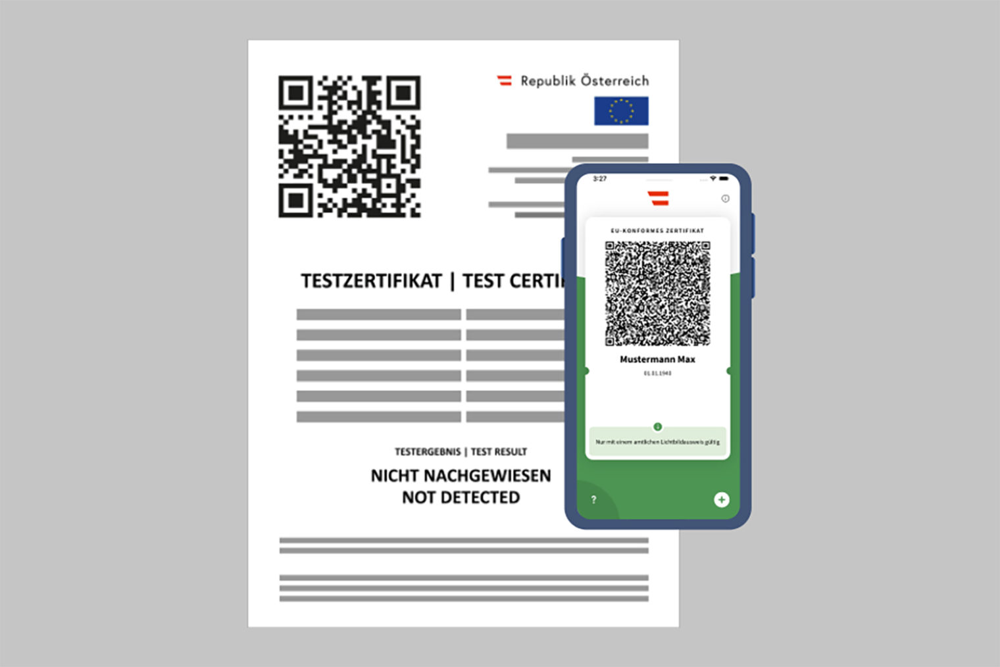 Republik Österreich
TESTZERTIFIKAT | TEST CERTIF
TESTERGEBNIS | TEST RESULT
NICHT NACHGEWIESEN
NOT DETECTED
3:27
EU-KONFORMES ZERTIFIKAT
Mustermann Max
01.01.1940
Nur mit einem amtlichen Lichtbildausweis gültig
?